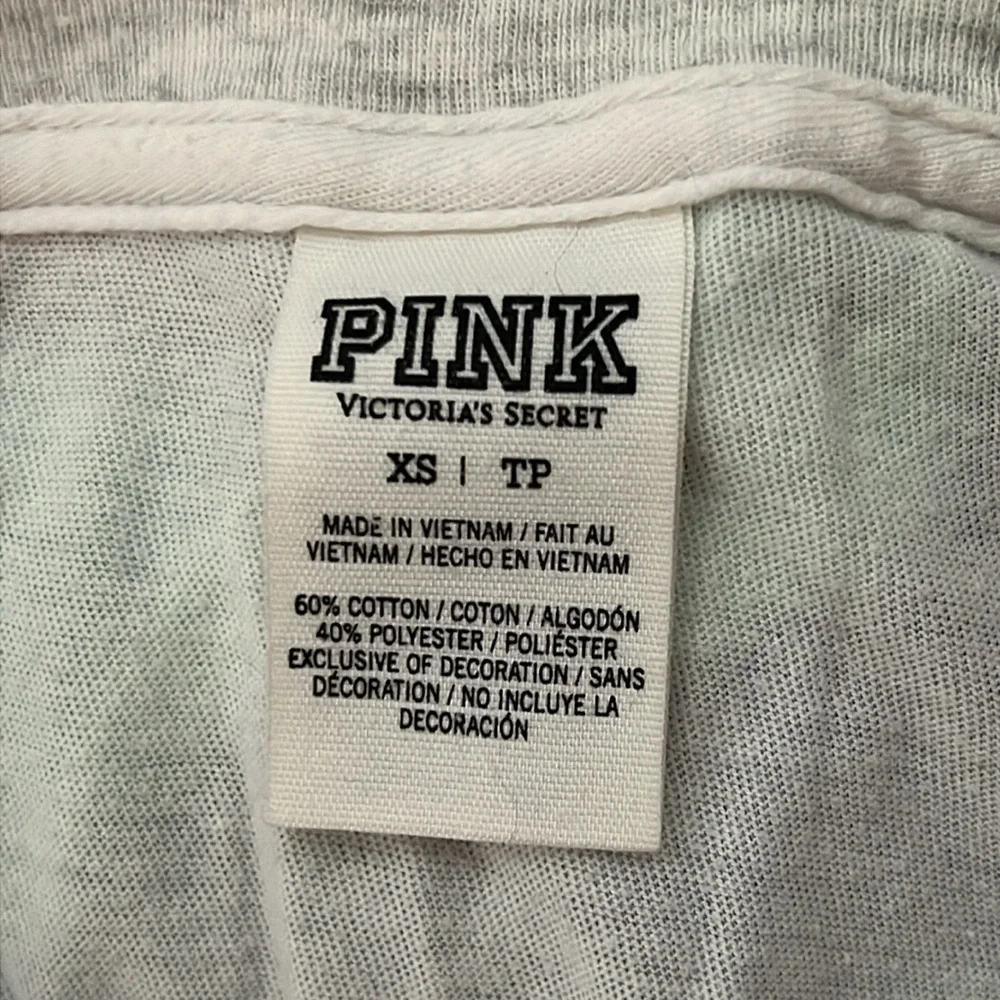 PINK
VICTORIA'S SECRET
XS | TP
MADE IN VIETNAM / FAIT AU
VIETNAM / HECHO EN VIETNAM
60% COTTON / COTON / ALGODÓN
40% POLYESTER / POLIÉSTER
EXCLUSIVE OF DECORATION / SANS
DÉCORATION / NO INCLUYE LA
DECORACIÓN